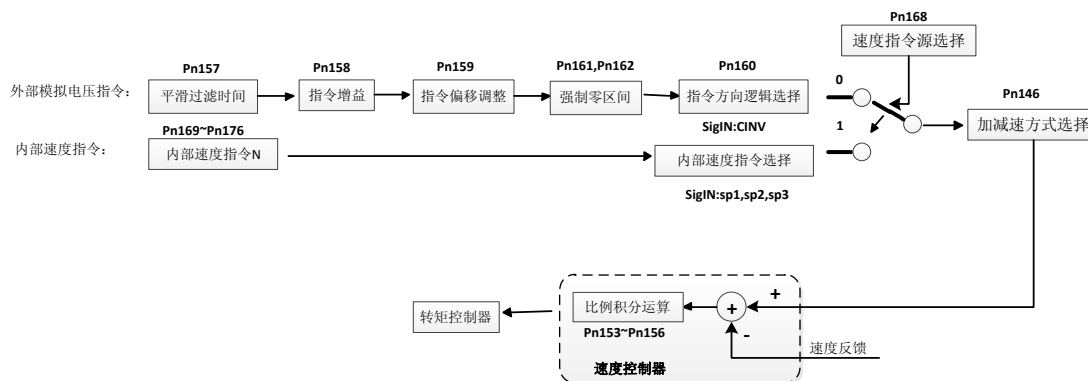 Pn168
速度指令源选择
Pn157
Pn158
Pn159
Pn161,Pn162
Pn160
0
Pn146
外部模拟电压指令:
平滑过滤时间
指令增益
指令偏移调整
强制零区间
指令方向逻辑选择
加减速方式选择
SigIN:CINV
1
Pn169~Pn176
内部速度指令:
内部速度指令N
内部速度指令选择
SigIN:sp1,sp2,sp3
转矩控制器
比例积分运算
+
+
-
Pn153~Pn156
速度反馈
速度控制器